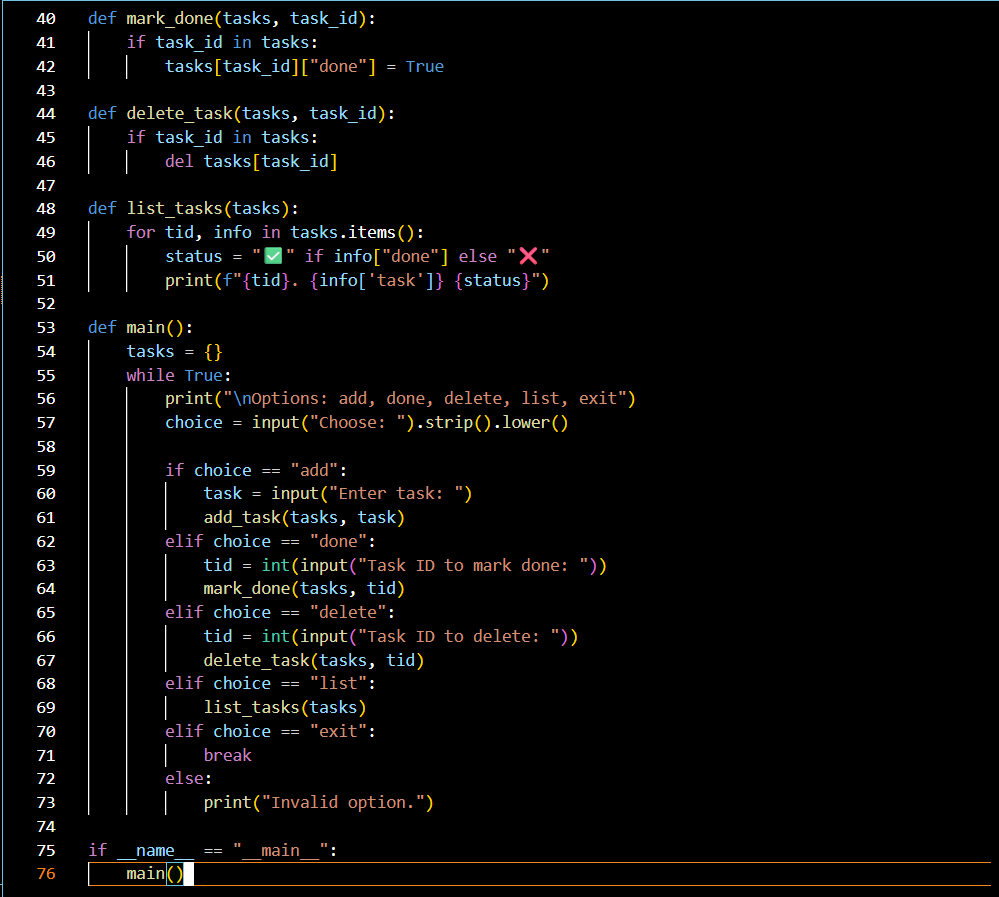 40 def mark_done(tasks, task_id):
41     if task_id in tasks:
42         tasks[task_id]["done"] = True
43
44 def delete_task(tasks, task_id):
45     if task_id in tasks:
46         del tasks[task_id]
47
48 def list_tasks(tasks):
49     for tid, info in tasks.items():
50         status = "✅" if info["done"] else "❌"
51         print(f"{tid}. {info['task']} {status}")
52
53 def main():
54     tasks = {}
55     while True:
56         print("\nOptions: add, done, delete, list, exit")
57         choice = input("Choose: ").strip().lower()
58
59         if choice == "add":
60             task = input("Enter task: ")
61             add_task(tasks, task)
62         elif choice == "done":
63             tid = int(input("Task ID to mark done: "))
64             mark_done(tasks, tid)
65         elif choice == "delete":
66             tid = int(input("Task ID to delete: "))
67             delete_task(tasks, tid)
68         elif choice == "list":
69             list_tasks(tasks)
70         elif choice == "exit":
71             break
72         else:
73             print("Invalid option.")
74
75 if __name__ == "__main__":
76     main()